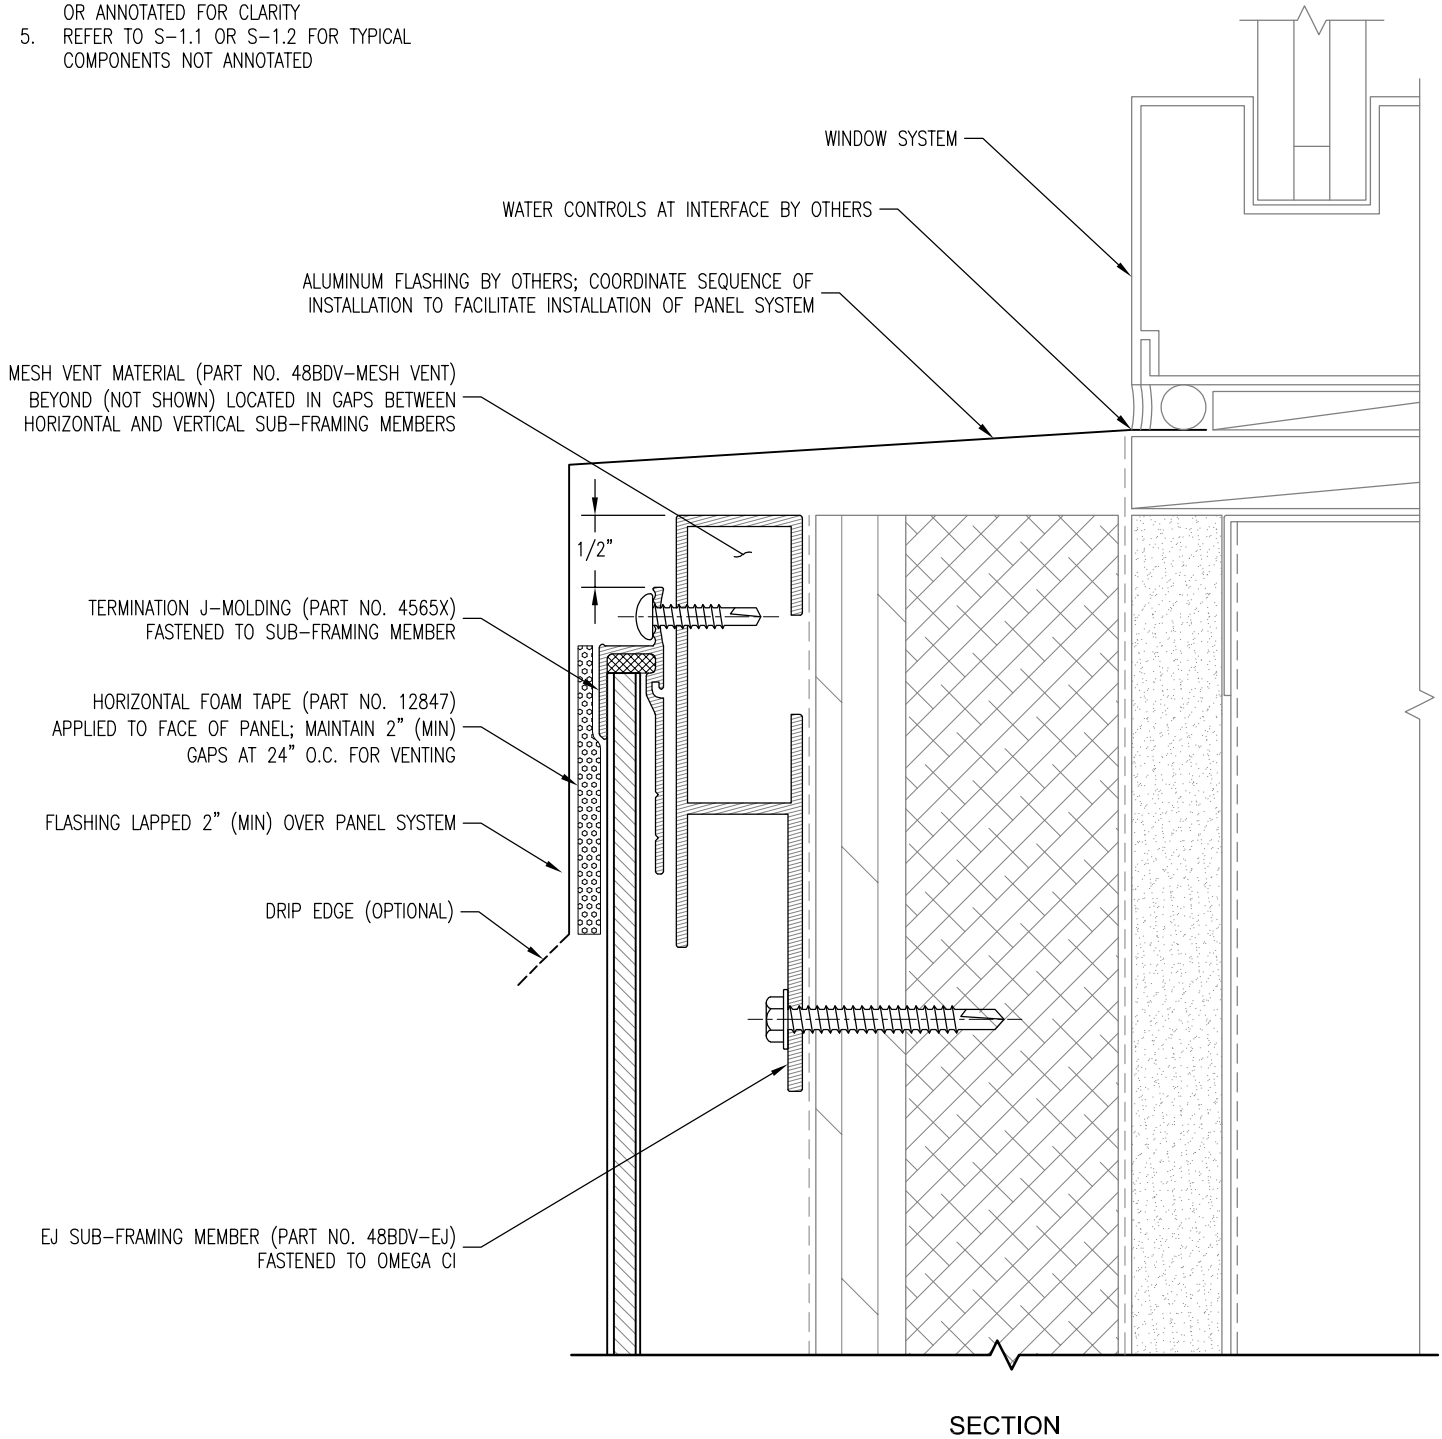 OR ANNOTATED FOR CLARITY
5. REFER TO S-1.1 OR S-1.2 FOR TYPICAL
COMPONENTS NOT ANNOTATED
WINDOW SYSTEM
WATER CONTROLS AT INTERFACE BY OTHERS
ALUMINUM FLASHING BY OTHERS; COORDINATE SEQUENCE OF
INSTALLATION TO FACILITATE INSTALLATION OF PANEL SYSTEM
MESH VENT MATERIAL (PART NO. 48BDV-MESH VENT)
BEYOND (NOT SHOWN) LOCATED IN GAPS BETWEEN
HORIZONTAL AND VERTICAL SUB-FRAMING MEMBERS
1/2"
TERMINATION J-MOLDING (PART NO. 4565X)
FASTENED TO SUB-FRAMING MEMBER
HORIZONTAL FOAM TAPE (PART NO. 12847)
APPLIED TO FACE OF PANEL; MAINTAIN 2" (MIN)
GAPS AT 24" O.C. FOR VENTING
FLASHING LAPPED 2" (MIN) OVER PANEL SYSTEM
DRIP EDGE (OPTIONAL)
EJ SUB-FRAMING MEMBER (PART NO. 48BDV-EJ)
FASTENED TO OMEGA CI
SECTION